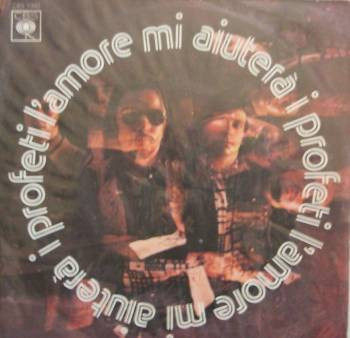 CBS
i profeti l'amore mi aiuterà i profeti l'amore mi aiuterà